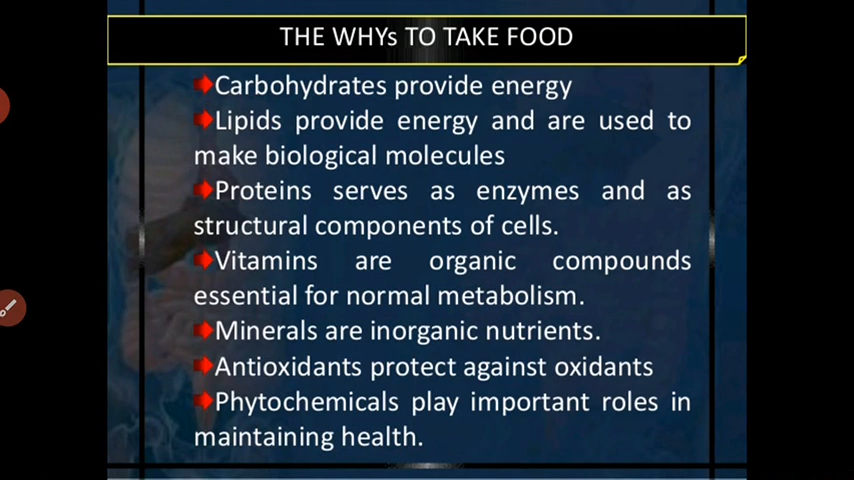 THE WHYs TO TAKE FOOD
Carbohydrates provide energy
Lipids provide energy and are used to
make biological molecules
Proteins serves as enzymes and as
structural components of cells.
Vitamins are organic compounds
essential for normal metabolism.
Minerals are inorganic nutrients.
Antioxidants protect against oxidants
Phytochemicals play important roles in
maintaining health.